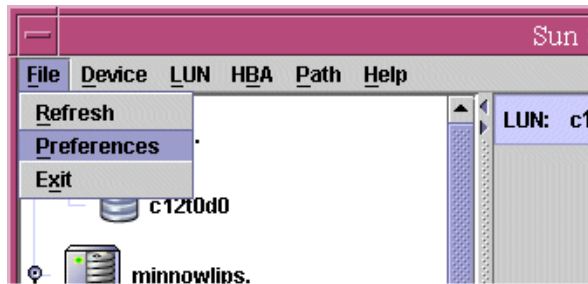 Sun
File Device LUN HBA Path Help
Refresh
Preferences
Exit
LUN: c1
c12t0d0
minnowlips.